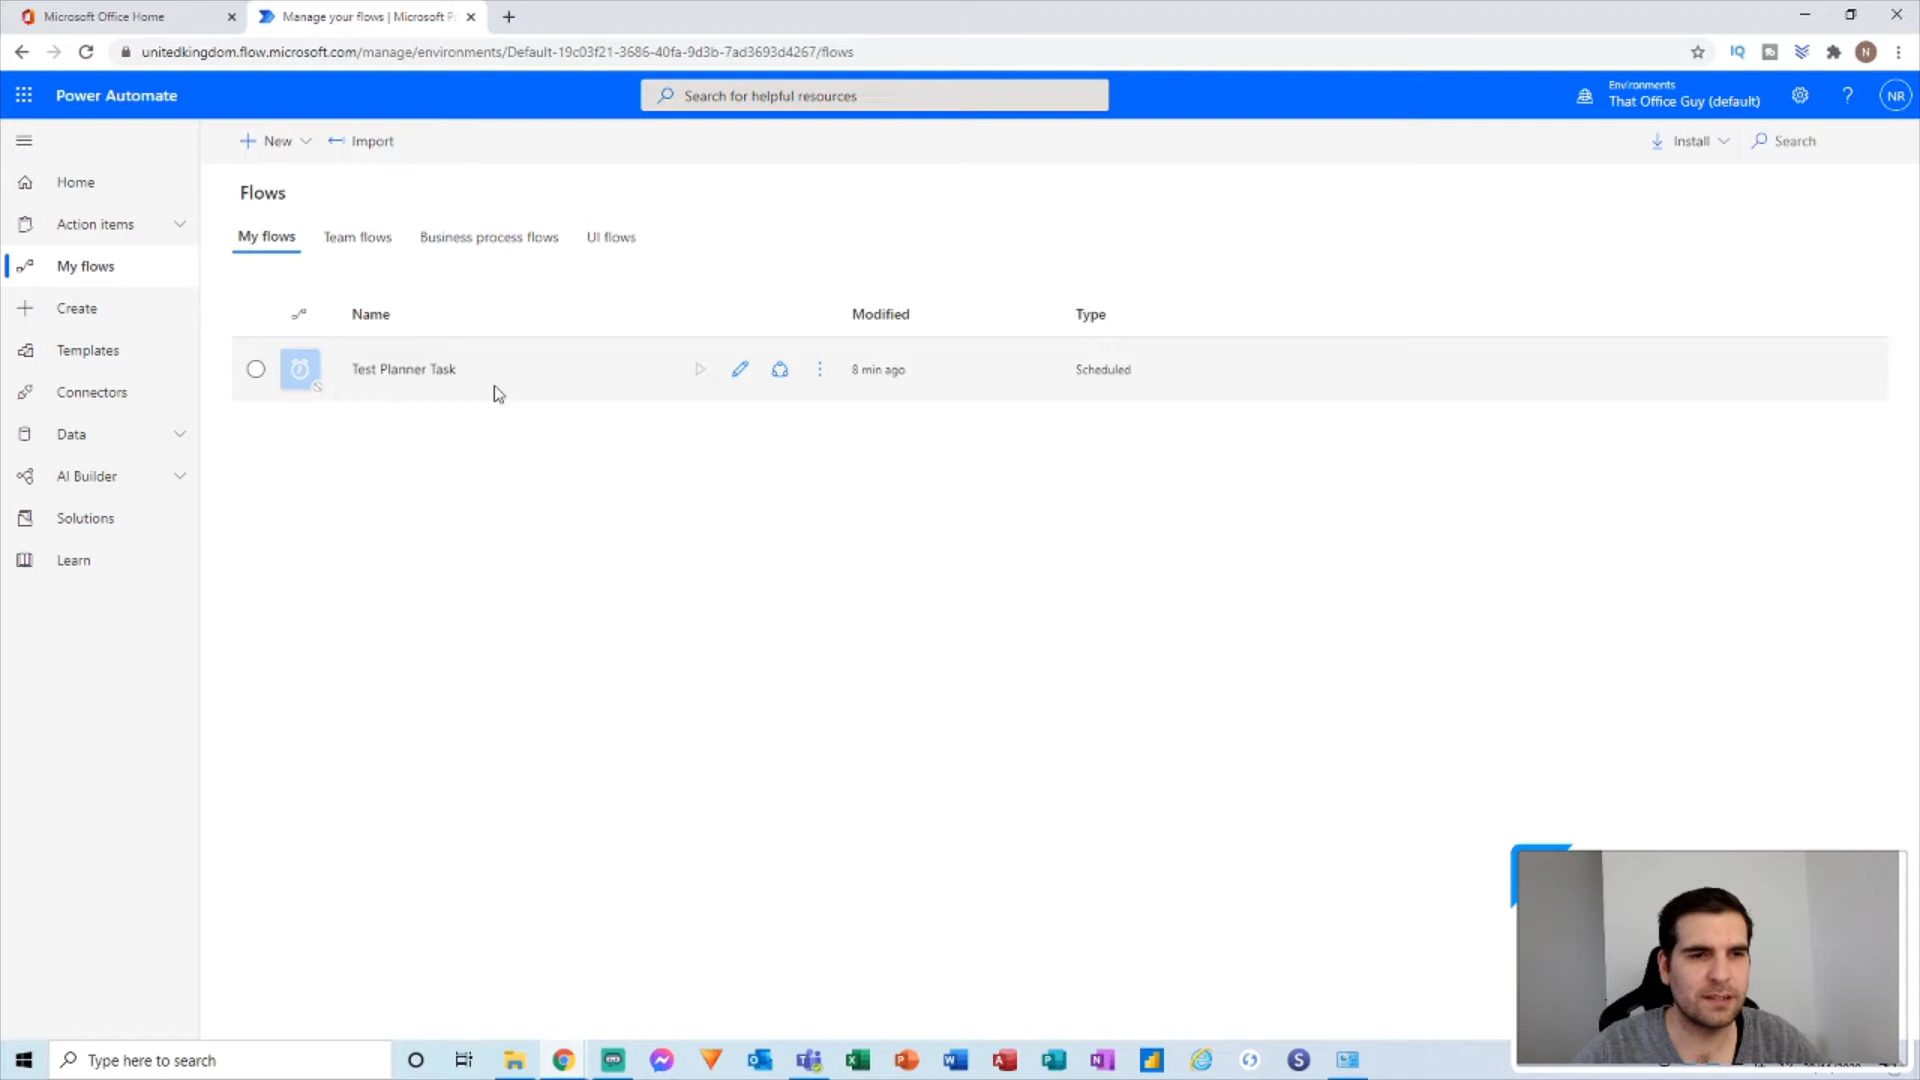 Microsoft Office Home
Manage your flows | Microsoft P
unitedkingdom.flow.microsoft.com/manage/environments/Default-19c03f21-3686-40fa-9d3b-7ad3693d4267/flows
IQ
N
Power Automate
Search for helpful resources
Environments
That Office Guy (default)
?
NR
New
Import
Install
Search
Home
Action items
My flows
Create
Templates
Connectors
Data
AI Builder
Solutions
Learn
Flows
My flows
Team flows
Business process flows
UI flows
Name
Modified
Type
Test Planner Task
8 min ago
Scheduled
Type here to search